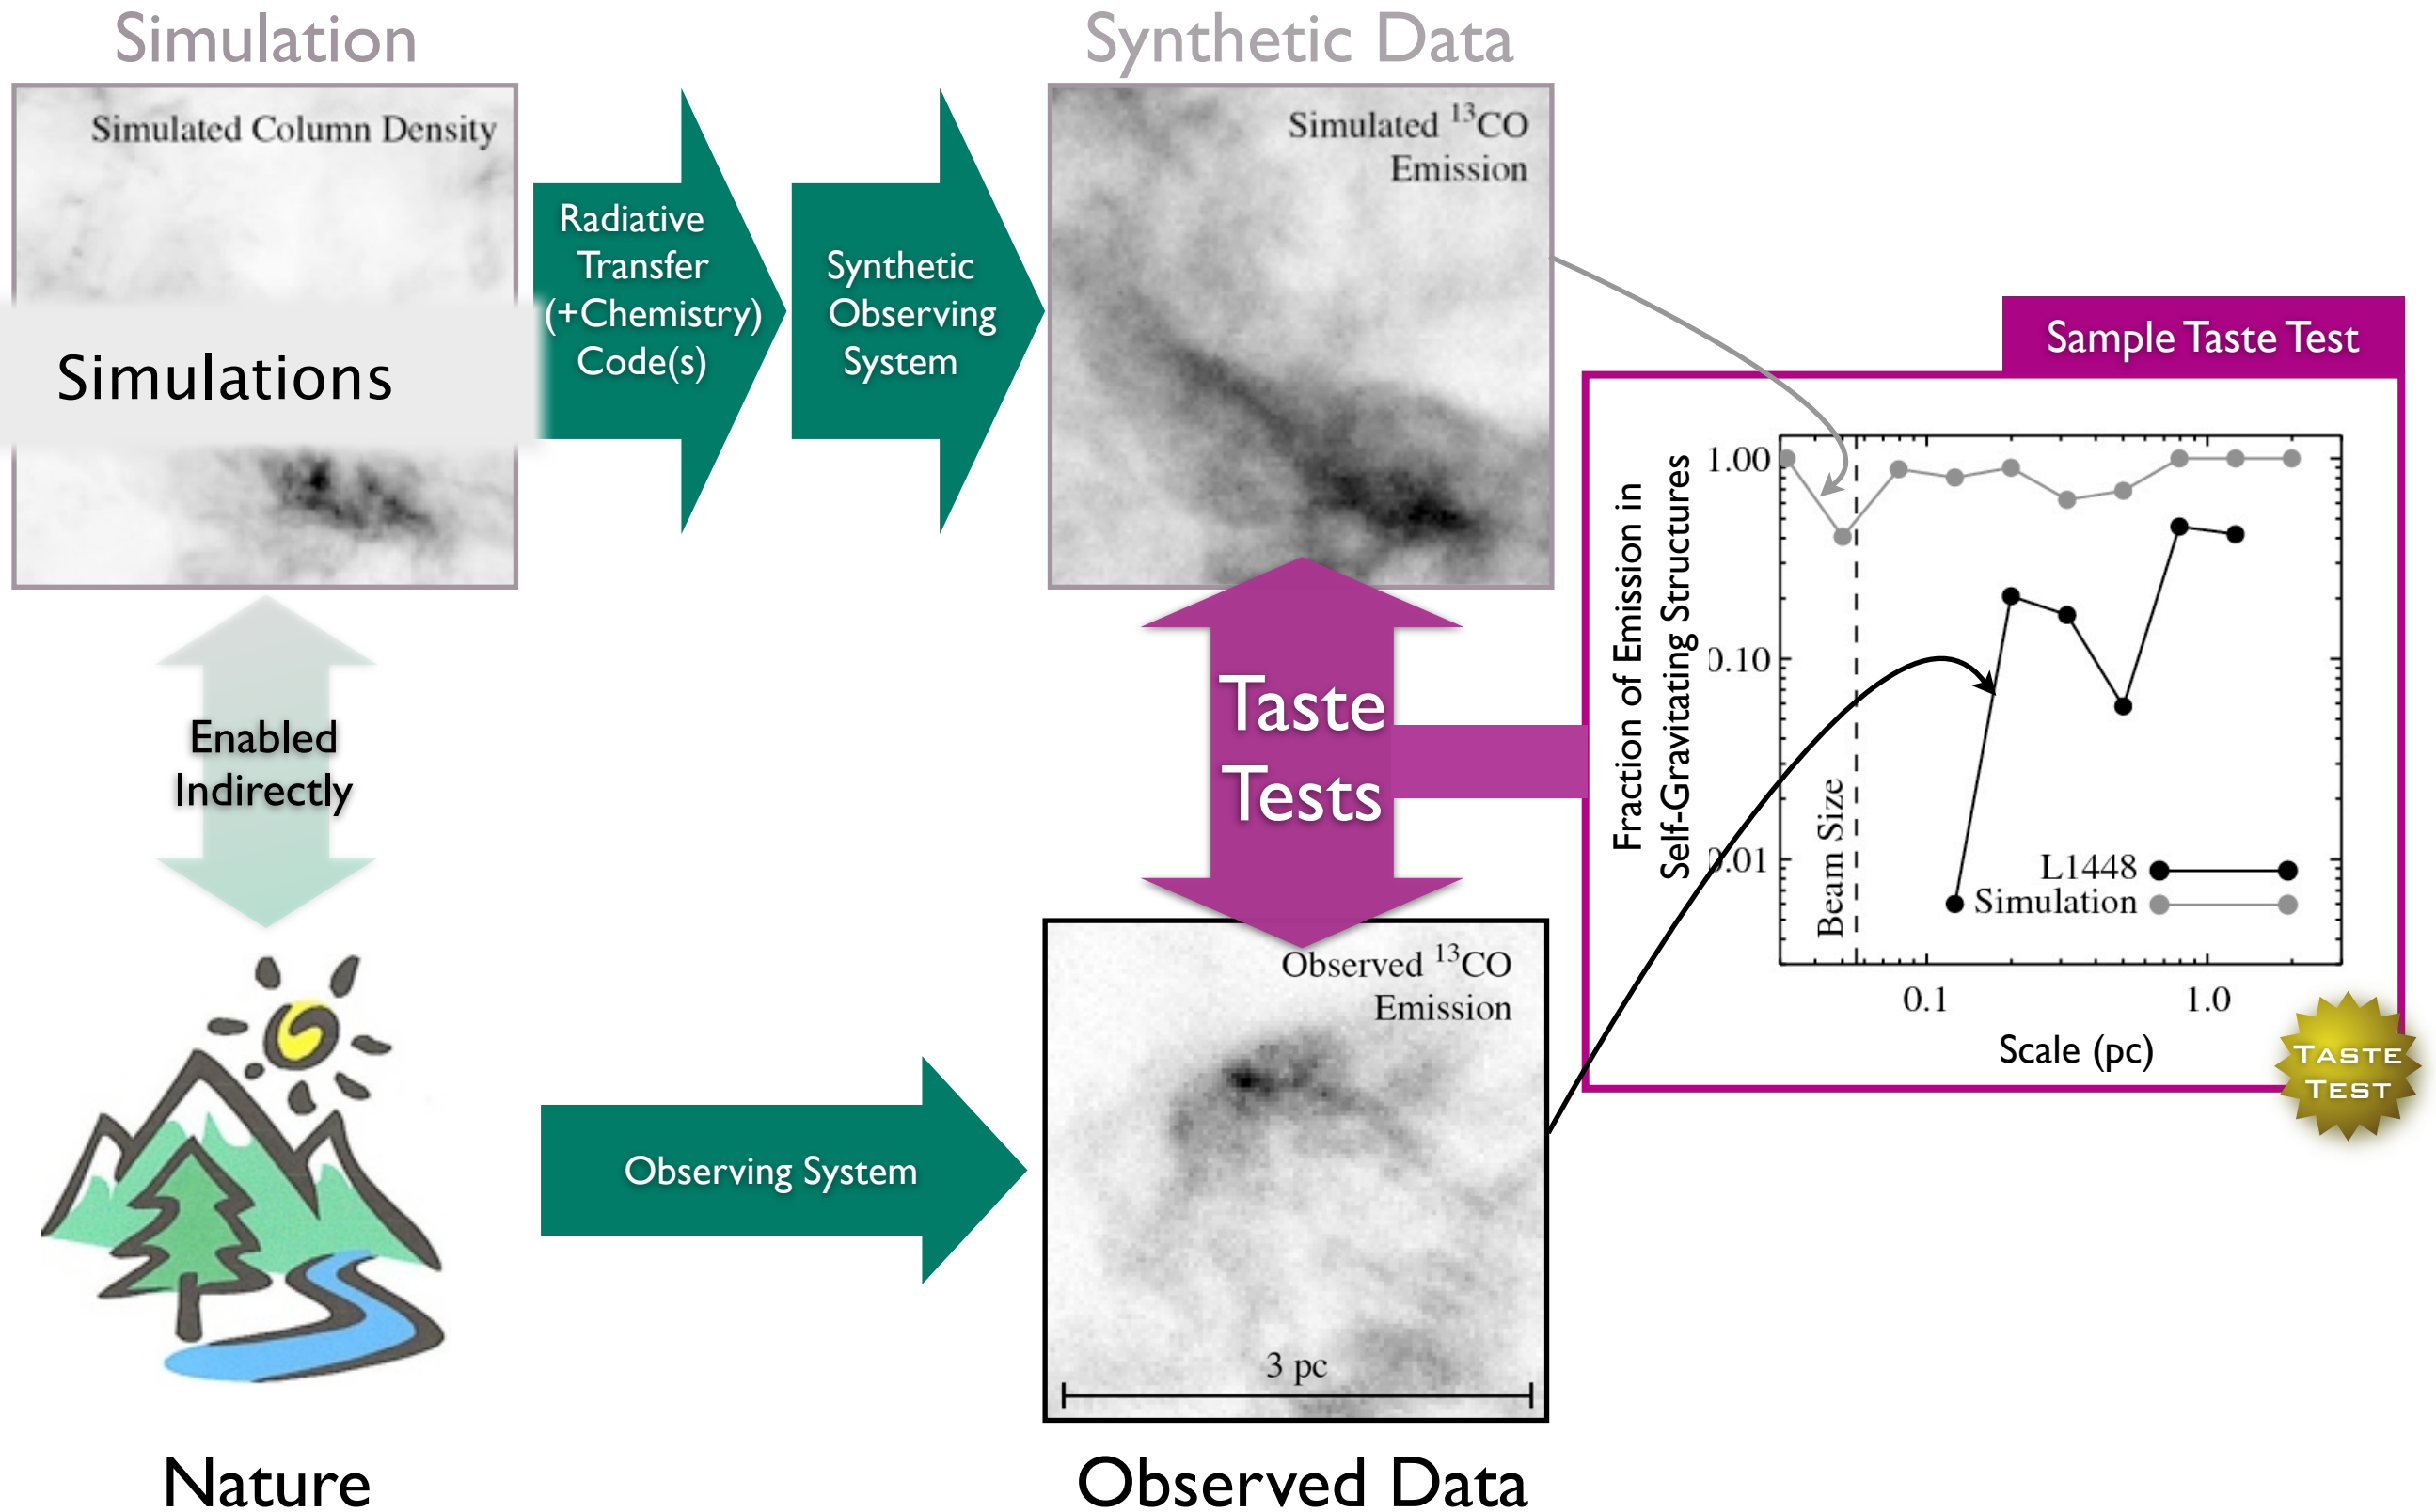 Simulation
Synthetic Data
Simulated Column Density
Simulated ¹³CO
Emission
Radiative
Transfer
(+Chemistry)
Code(s)
Synthetic
Observing
System
Simulations
Sample Taste Test
Fraction of Emission in
Self-Gravitating Structures
1.00
0.10
0.01
Beam Size
L1448
Simulation
0.1
1.0
Scale (pc)
TASTE
TEST
Enabled
Indirectly
Taste
Tests
Observed ¹³CO
Emission
3 pc
Observing System
Nature
Observed Data